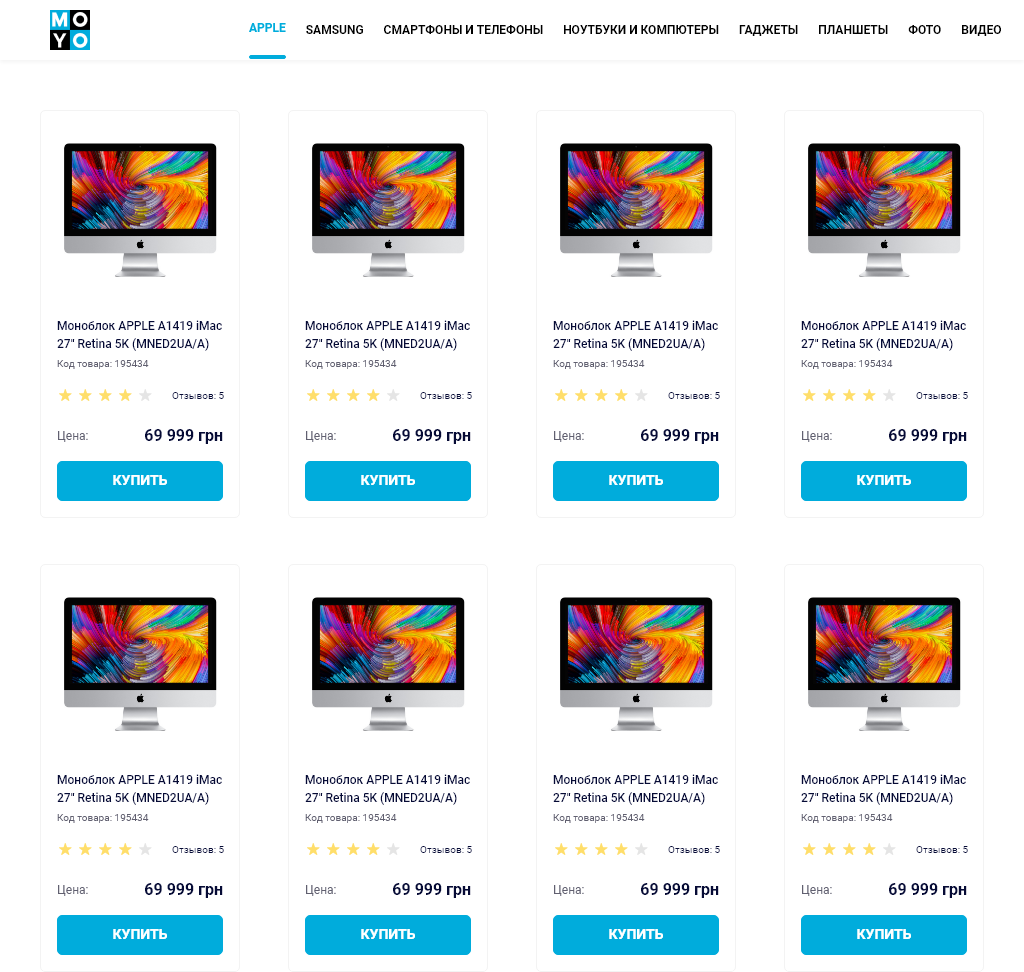 MOYO
APPLE SAMSUNG СМАРТФОНЫ И ТЕЛЕФОНЫ НОУТБУКИ И КОМПЮТЕРЫ ГАДЖЕТЫ ПЛАНШЕТЫ ФОТО ВИДЕО
Моноблок APPLE A1419 iMac
27" Retina 5K (MNED2UA/A)
Код товара: 195434
Отзывов: 5
Цена: 69 999 грн
КУПИТЬ
Моноблок APPLE A1419 iMac
27" Retina 5K (MNED2UA/A)
Код товара: 195434
Отзывов: 5
Цена: 69 999 грн
КУПИТЬ
Моноблок APPLE A1419 iMac
27" Retina 5K (MNED2UA/A)
Код товара: 195434
Отзывов: 5
Цена: 69 999 грн
КУПИТЬ
Моноблок APPLE A1419 iMac
27" Retina 5K (MNED2UA/A)
Код товара: 195434
Отзывов: 5
Цена: 69 999 грн
КУПИТЬ
Моноблок APPLE A1419 iMac
27" Retina 5K (MNED2UA/A)
Код товара: 195434
Отзывов: 5
Цена: 69 999 грн
КУПИТЬ
Моноблок APPLE A1419 iMac
27" Retina 5K (MNED2UA/A)
Код товара: 195434
Отзывов: 5
Цена: 69 999 грн
КУПИТЬ
Моноблок APPLE A1419 iMac
27" Retina 5K (MNED2UA/A)
Код товара: 195434
Отзывов: 5
Цена: 69 999 грн
КУПИТЬ
Моноблок APPLE A1419 iMac
27" Retina 5K (MNED2UA/A)
Код товара: 195434
Отзывов: 5
Цена: 69 999 грн
КУПИТЬ